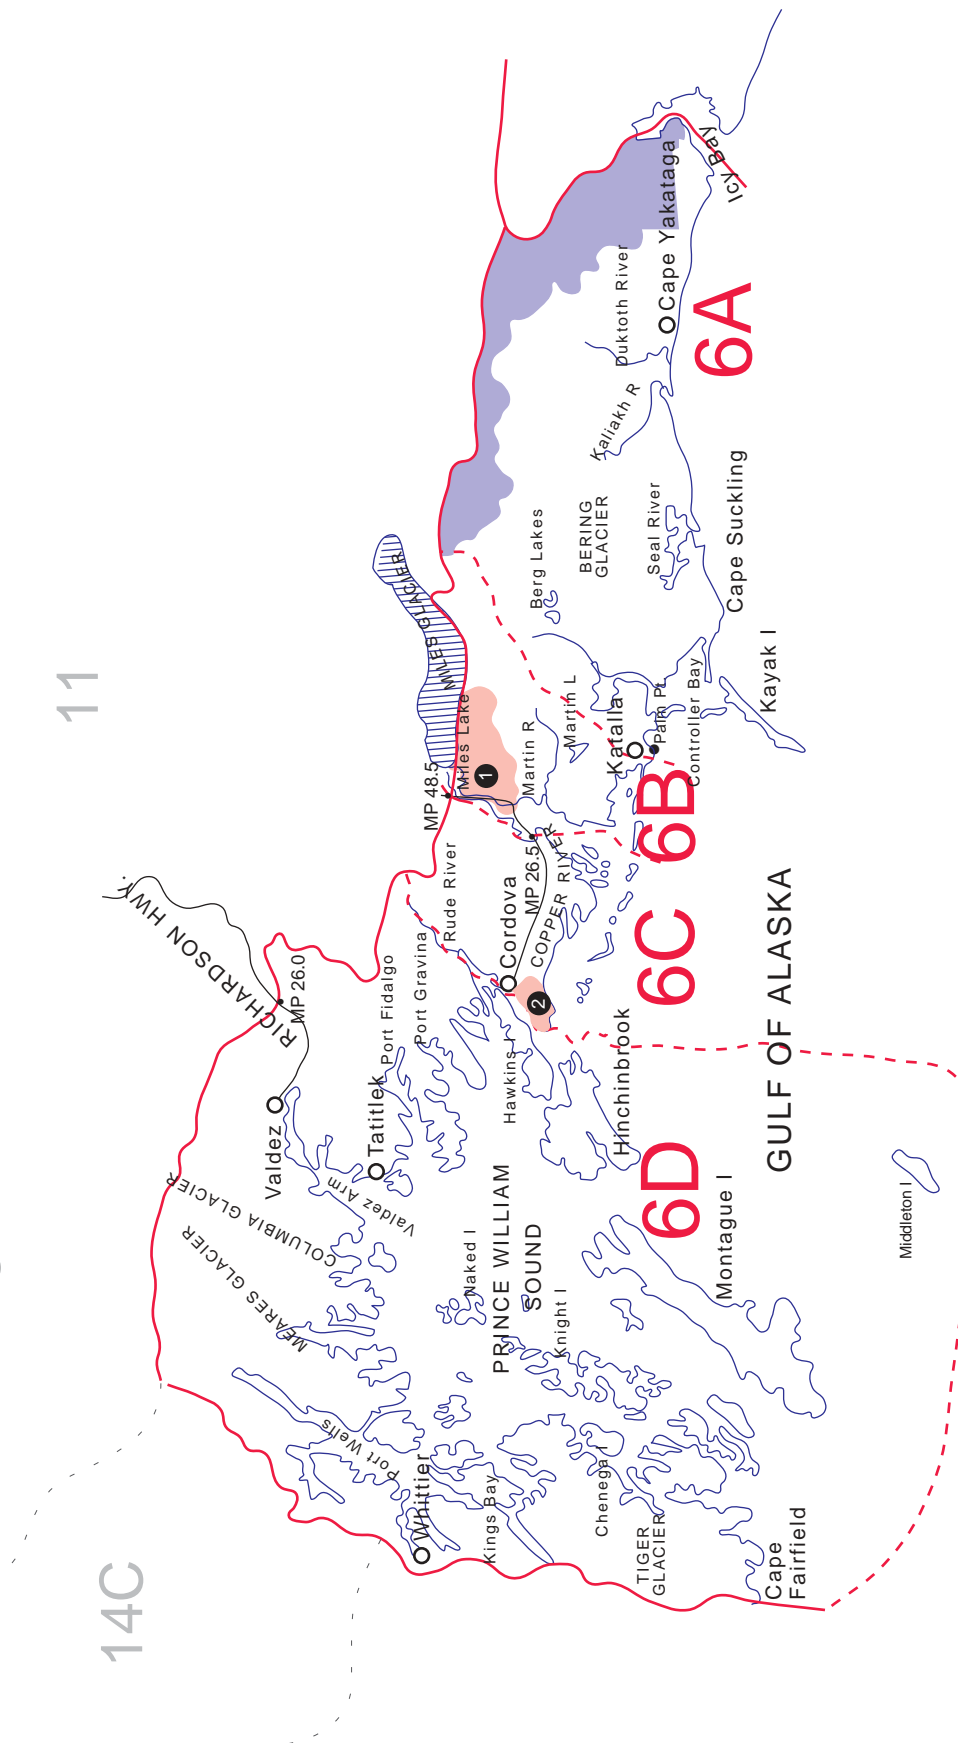 11
14C
RICHARDSON HWY.
MP 26.0
Valdez
COLUMBIA GLACIER
MEARES GLACIER
Valdez Arm
Tatitlek
Port Fidalgo
Port Gravina
Rude River
MP 48.5
MILES GLACIER
Miles Lake
1
Martin R
Martin L
MP 26.5
COPPER RIVER
Cordova
2
Hawkins I
Hinchinbrook
Port Wells
Whittier
Kings Bay
Naked I
PRINCE WILLIAM
SOUND
Knight I
Chenega I
TIGER
GLACIER
Cape
Fairfield
Montague I
6D
6C
6B
6A
GULF OF ALASKA
Middleton I
Katalla
Palm Pt.
Controller Bay
Kayak I
Cape Suckling
Berg Lakes
BERING
GLACIER
Seal River
Kaliakh R
Duktoth River
Cape Yakataga
Icy Bay